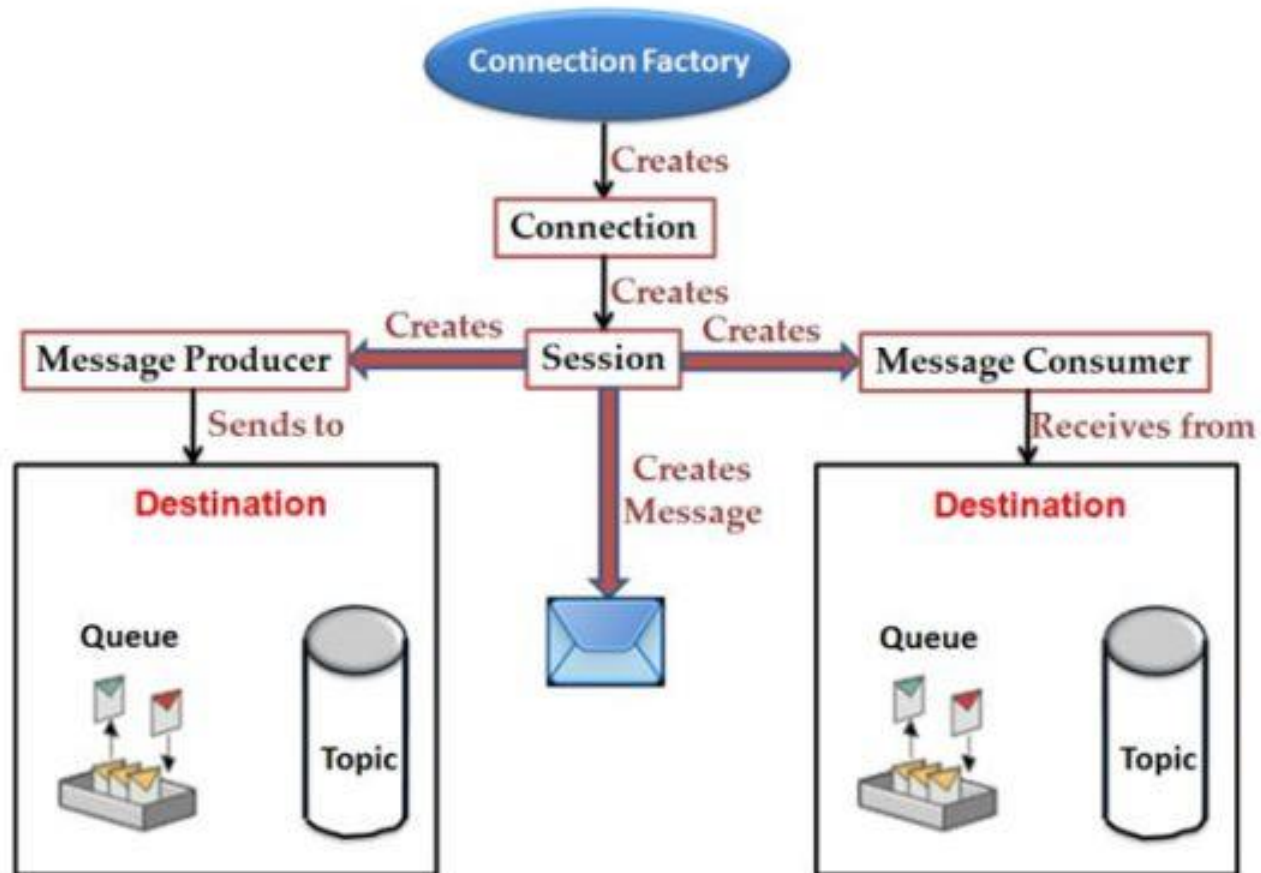 Connection Factory
Creates
Connection
Creates
Creates
Creates
Message Producer
Session
Message Consumer
Sends to
Receives from
Creates
Message
Destination
Destination
Queue
Topic
Queue
Topic